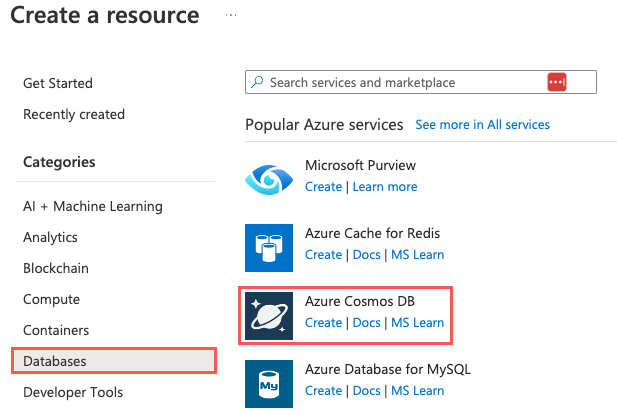 Create a resource ...
Get Started
Recently created
Categories
AI + Machine Learning
Analytics
Blockchain
Compute
Containers
Databases
Developer Tools
Search services and marketplace
Popular Azure services See more in All services
Microsoft Purview
Create | Learn more
Azure Cache for Redis
Create | Docs | MS Learn
Azure Cosmos DB
Create | Docs | MS Learn
My
Azure Database for MySQL
Create | Docs | MS Learn